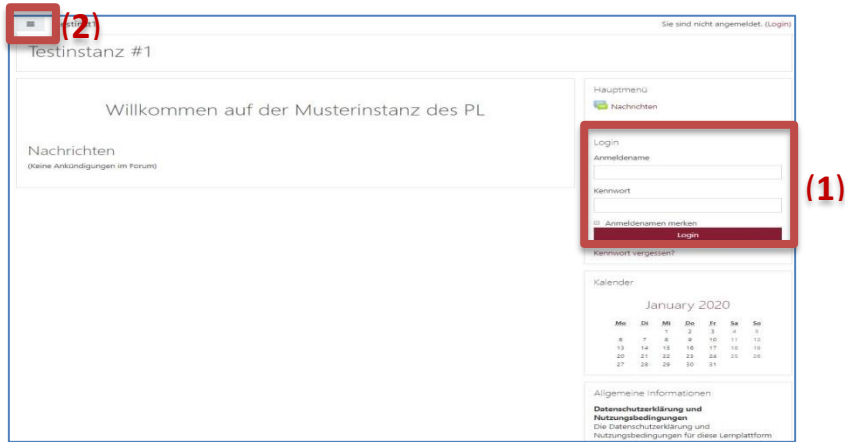 (2)
Sie sind nicht angemeldet. (Login)
Testinstanz #1
Willkommen auf der Musterinstanz des PL
Nachrichten
(Keine Ankündigungen im Forum)
Hauptmenü
Nachrichten
Login
Anmeldename
Kennwort
Anmeldenamen merken
Login
Kennwort vergessen?
(1)
Kalender
January 2020
Mo Di Mi Do Fr Sa So
1 2 3 4 5
6 7 8 9 10 11 12
13 14 15 16 17 18 19
20 21 22 23 24 25 26
27 28 29 30 31
Allgemeine Informationen
Datenschutzerklärung und
Nutzungsbedingungen
Die Datenschutzerklärung und
Nutzungsbedingungen für diese Lernplattform